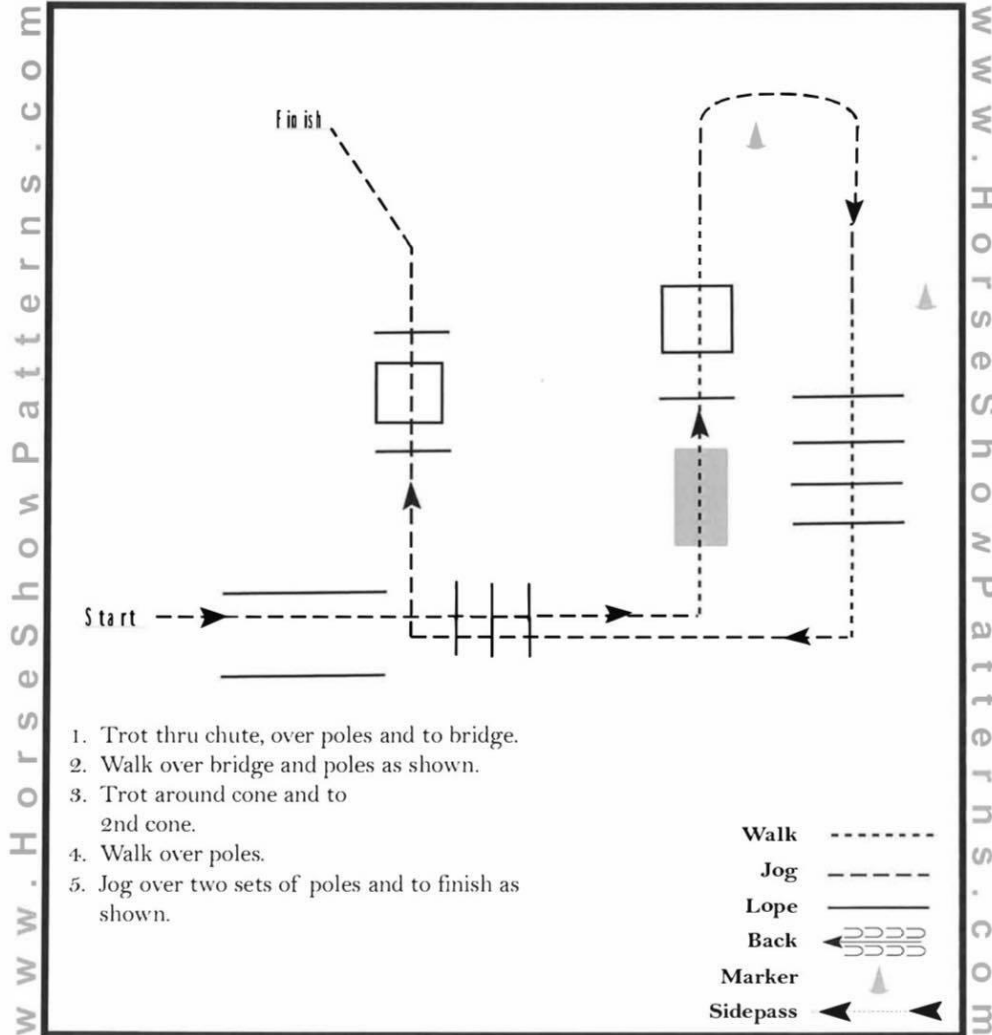 www.HorseShowPatterns.com
www.HorseShowPatterns.com
Finish
Start
1. Trot thru chute, over poles and to bridge.
2. Walk over bridge and poles as shown.
3. Trot around cone and to
2nd cone.
4. Walk over poles.
5. Jog over two sets of poles and to finish as
shown.
Walk
Jog
Lope
Back
Marker
Sidepass